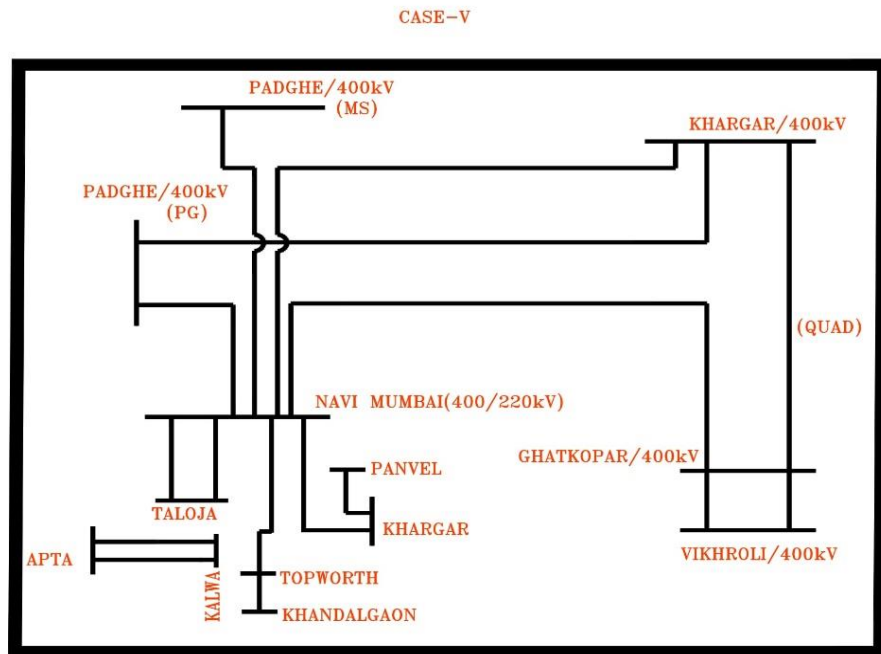 CASE-V
PADGHE/400kV
(MS)
KHARGAR/400kV
PADGHE/400kV
(PG)
(QUAD)
NAVI MUMBAI(400/220kV)
PANVEL
GHATKOPAR/400kV
TALOJA
KHARGAR
VIKHROLI/400kV
APTA
KALWA
TOPWORTH
KHANDALGAON